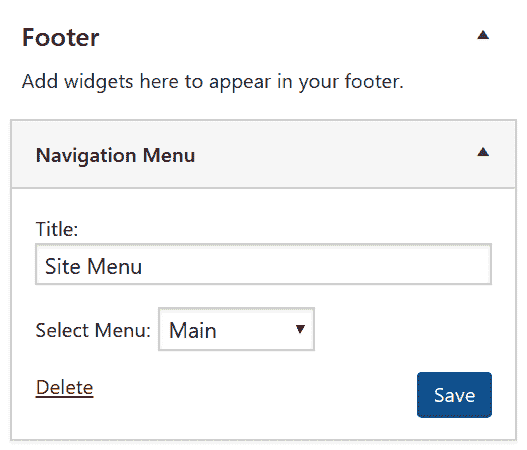 Footer
Add widgets here to appear in your footer.
Navigation Menu
Title:
Site Menu
Select Menu: Main
Delete
Save